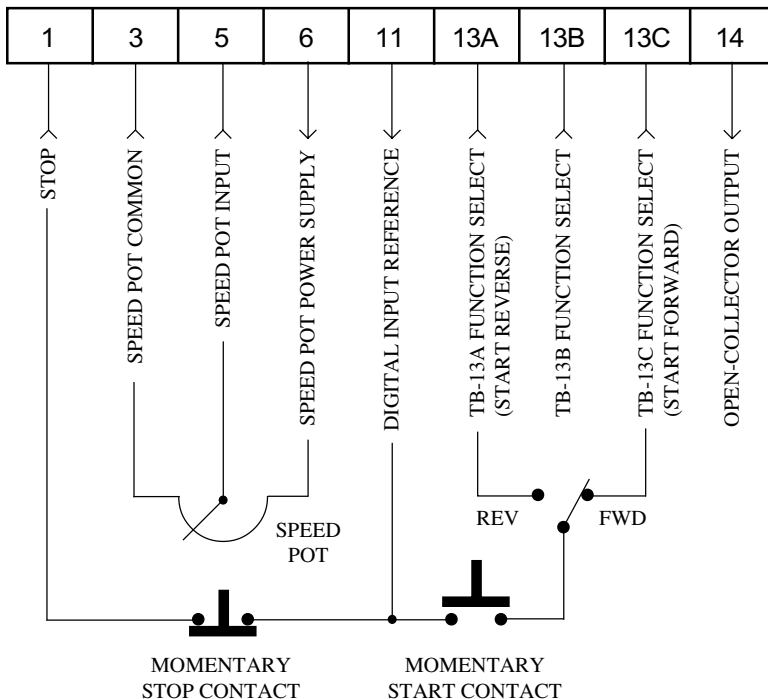 1 3 5 6 11 13A 13B 13C 14
STOP
SPEED POT COMMON
SPEED POT INPUT
SPEED POT POWER SUPPLY
DIGITAL INPUT REFERENCE
TB-13A FUNCTION SELECT
(START REVERSE)
TB-13B FUNCTION SELECT
TB-13C FUNCTION SELECT
(START FORWARD)
OPEN-COLLECTOR OUTPUT
SPEED
POT
REV
FWD
MOMENTARY
STOP CONTACT
MOMENTARY
START CONTACT